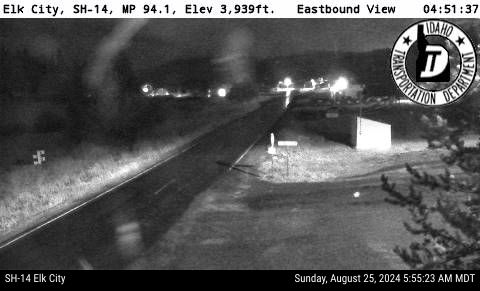 Elk City, SH-14, MP 94.1, Elev 3,939ft. Eastbound View 04:51:37
IDAHO
TRANSPORTATION DEPARTMENT
SH-14 Elk City Sunday, August 25, 2024 5:55:23 AM MDT